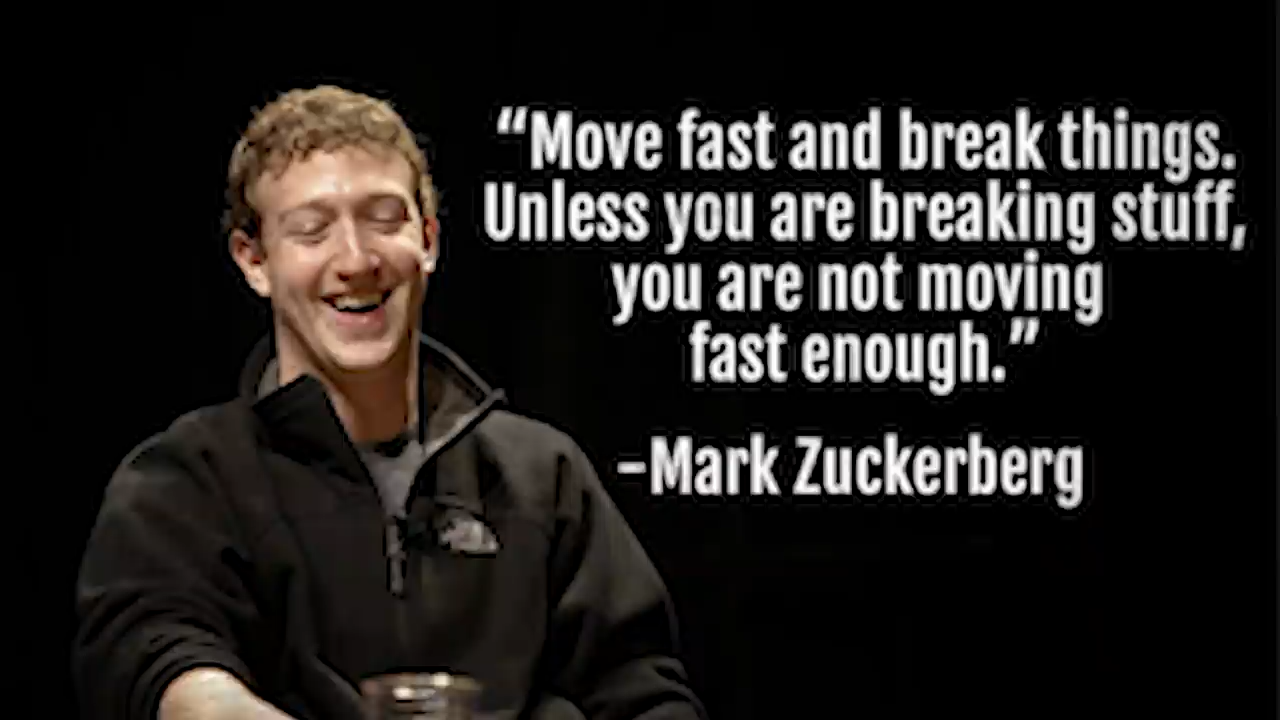 “Move fast and break things.
Unless you are breaking stuff,
you are not moving
fast enough.”
-Mark Zuckerberg